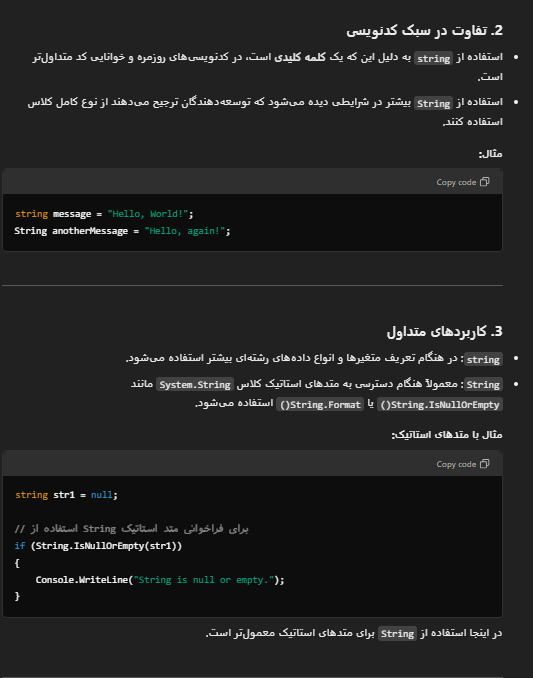 2. تفاوت در سبک کدنویسی
استفاده از string به دلیل این که یک کلمه کلیدی است، در کدنویسی‌های روزمره و خوانایی کد متداول‌تر
است.
استفاده از String بیشتر در شرایطی دیده می‌شود که توسعه‌دهندگان ترجیح می‌دهند از نوع کامل کلاس
استفاده کنند.
مثال:
Copy code
string message = "Hello, World!";
String anotherMessage = "Hello, again!";
3. کاربردهای متداول
string: در هنگام تعریف متغیرها و انواع داده‌های رشته‌ای بیشتر استفاده می‌شود.
String: معمولاً هنگام دسترسی به متدهای استاتیک کلاس System.String مانند
String.IsNullOrEmpty() یا String.Format() استفاده می‌شود.
مثال با متدهای استاتیک:
Copy code
string str1 = null;
// استفاده از String برای فراخوانی متد استاتیک
if (String.IsNullOrEmpty(str1))
{
Console.WriteLine("String is null or empty.");
}
در اینجا استفاده از String برای متدهای استاتیک معمول‌تر است.